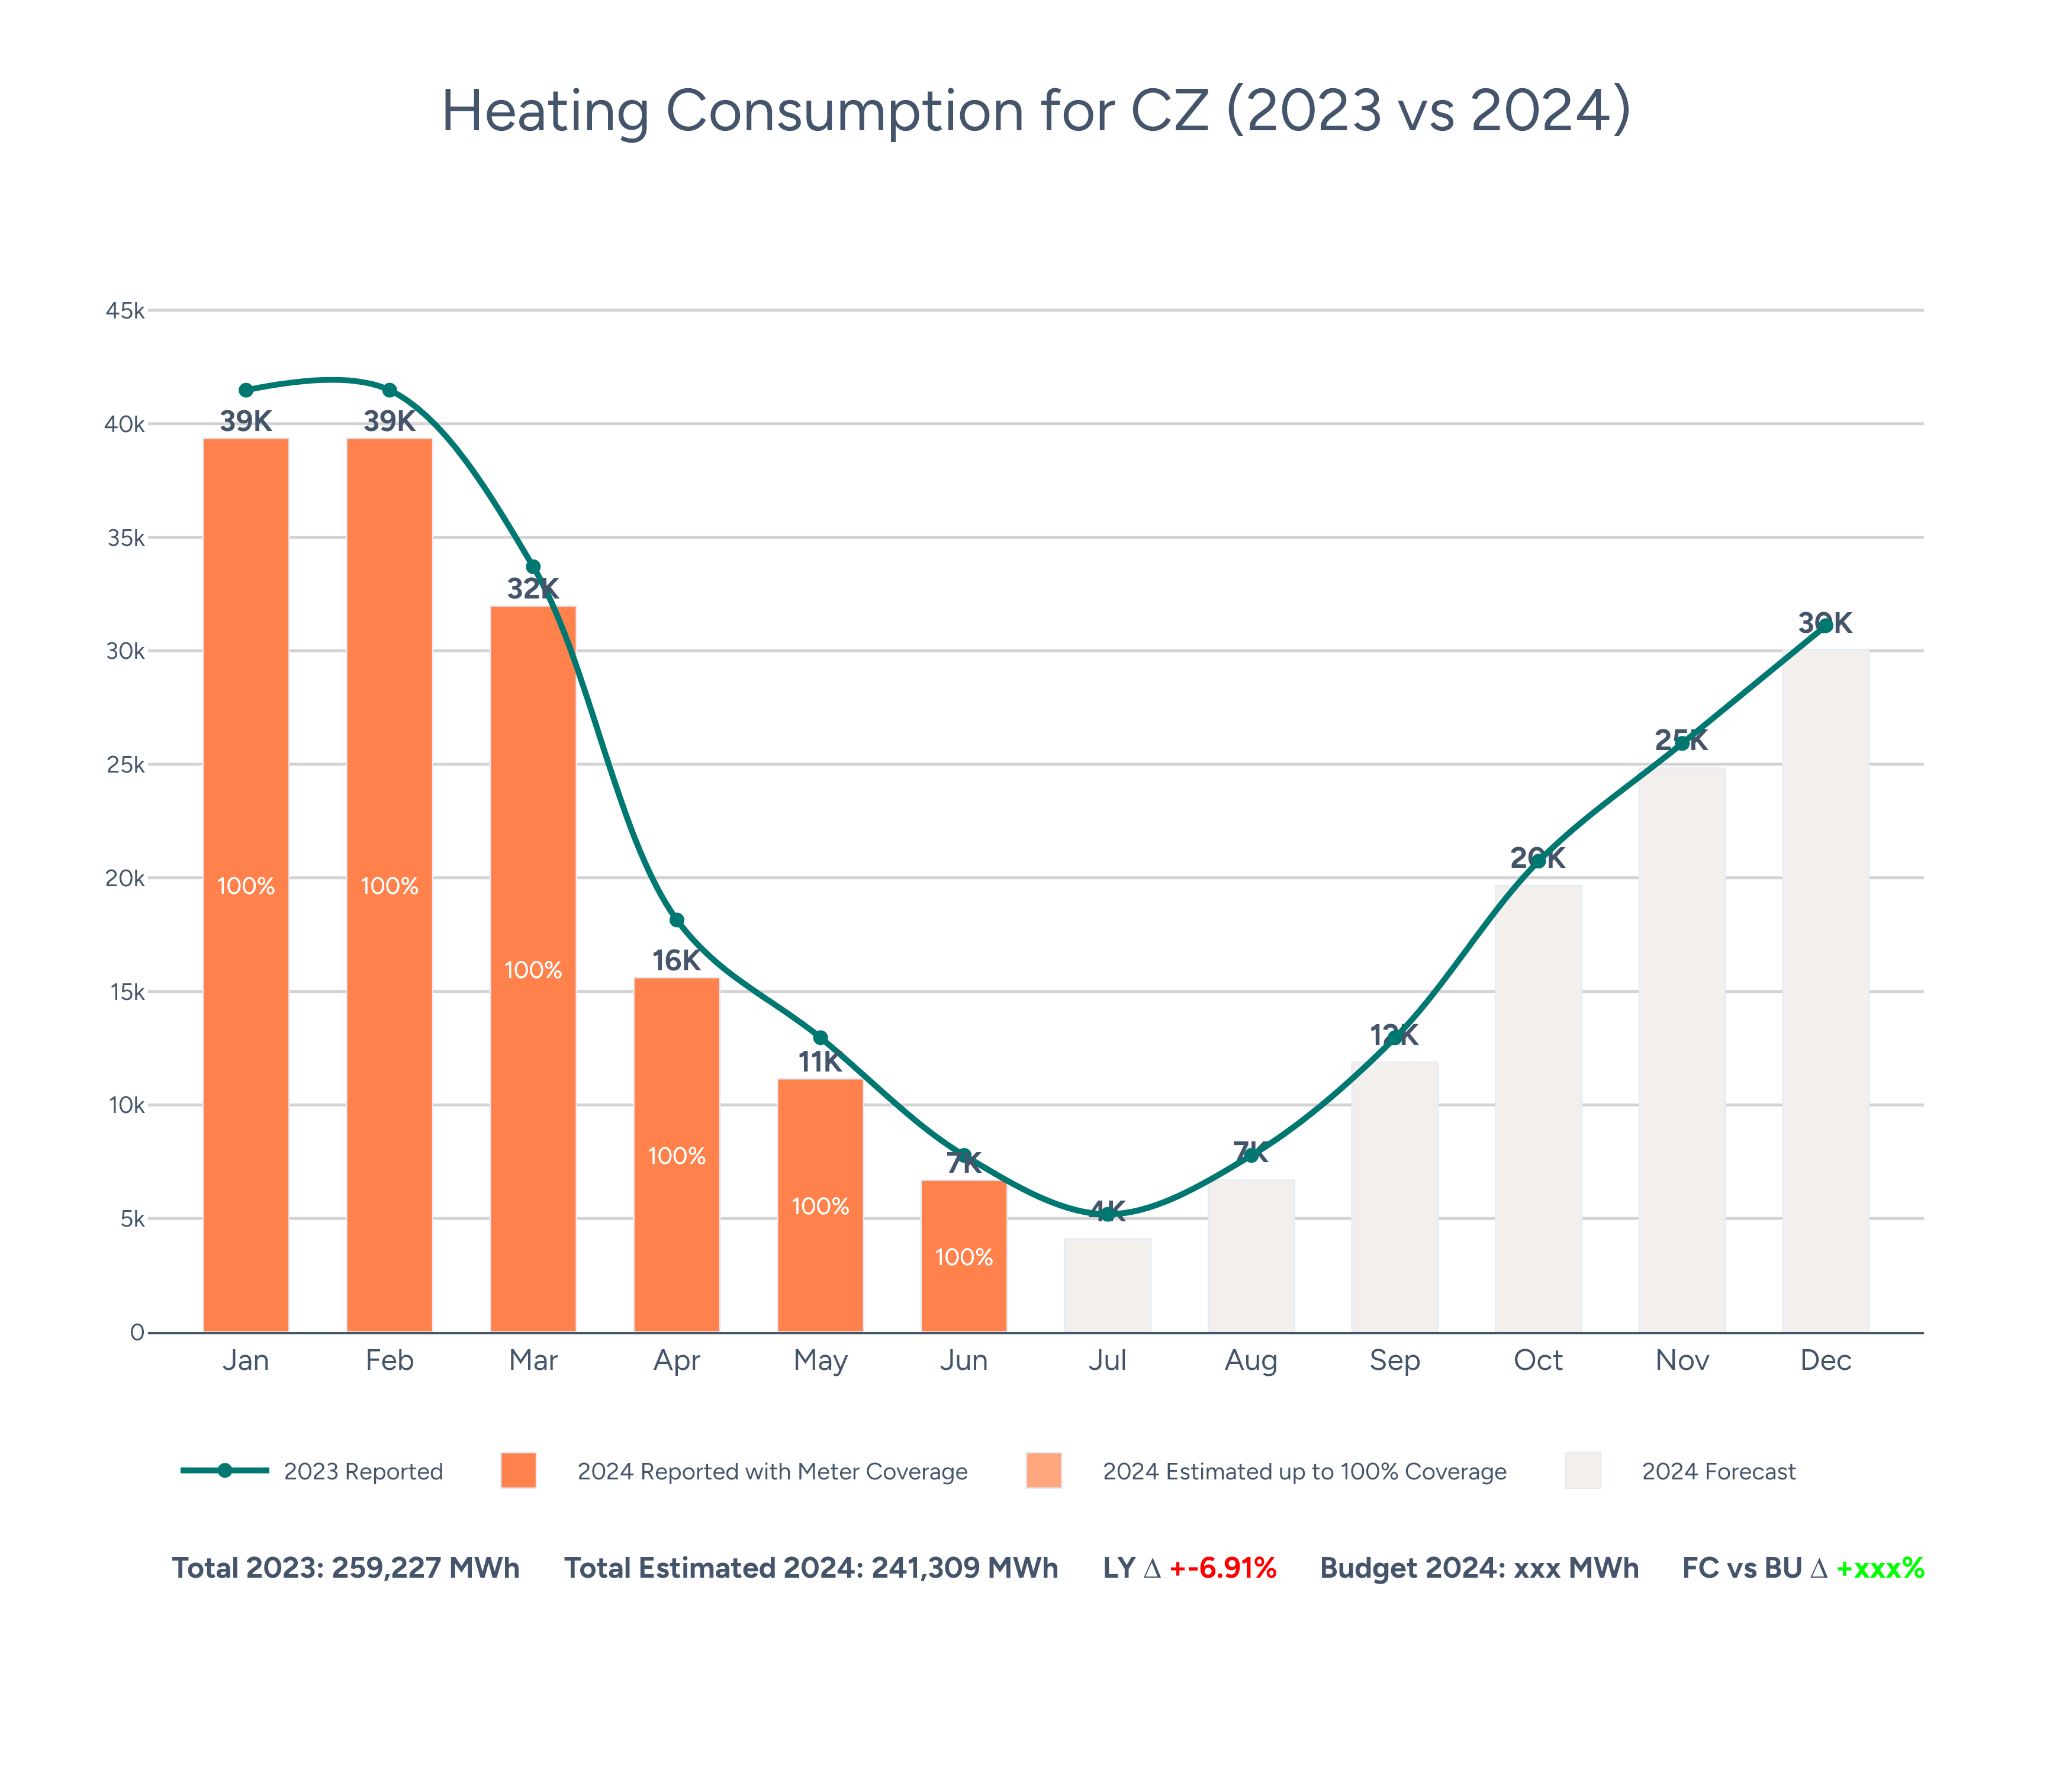 Heating Consumption for CZ (2023 vs 2024)
45k
40k
35k
30k
25k
20k
15k
10k
5k
0
39K
39K
32K
16K
11K
7K
4K
7K
12K
20K
25K
30K
100%
100%
100%
100%
100%
100%
Jan Feb Mar Apr May Jun Jul Aug Sep Oct Nov Dec
2023 Reported 2024 Reported with Meter Coverage 2024 Estimated up to 100% Coverage 2024 Forecast
Total 2023: 259,227 MWh Total Estimated 2024: 241,309 MWh LY Δ +-6.91% Budget 2024: xxx MWh FC vs BU Δ +xxx%